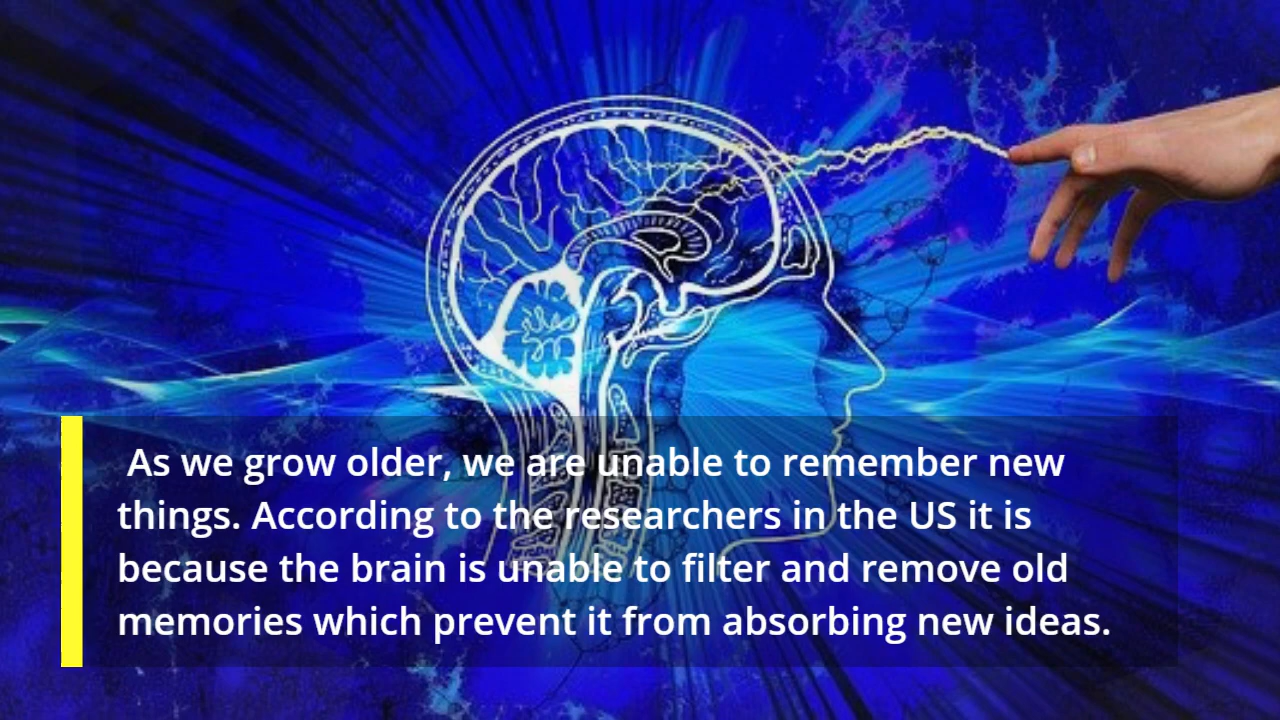 As we grow older, we are unable to remember new
things. According to the researchers in the US it is
because the brain is unable to filter and remove old
memories which prevent it from absorbing new ideas.